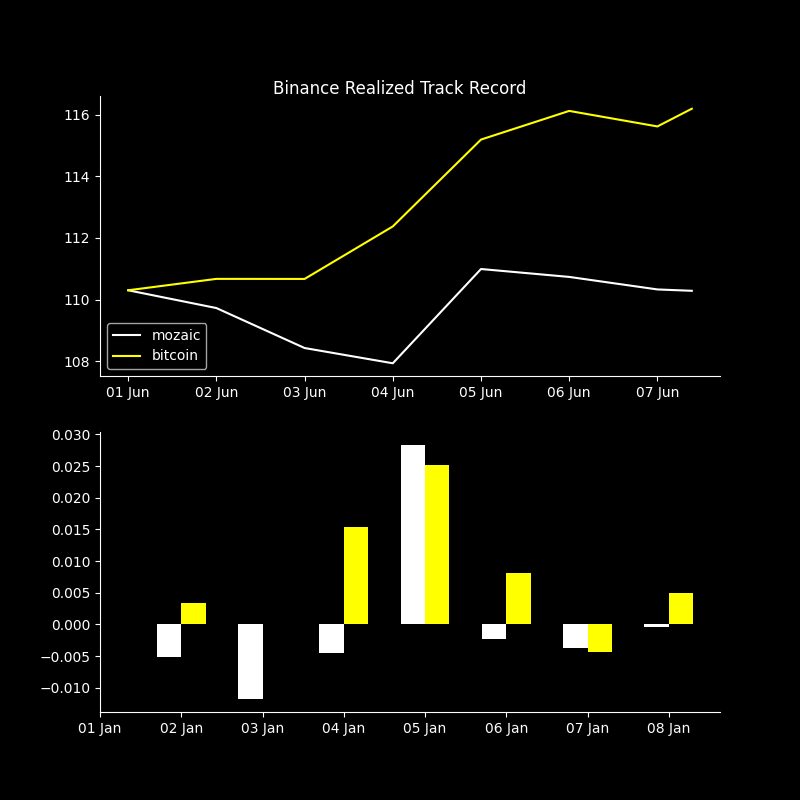 Binance Realized Track Record
116
114
112
110
108
mozaic
bitcoin
01 Jun 02 Jun 03 Jun 04 Jun 05 Jun 06 Jun 07 Jun
0.030
0.025
0.020
0.015
0.010
0.005
0.000
−0.005
−0.010
01 Jan 02 Jan 03 Jan 04 Jan 05 Jan 06 Jan 07 Jan 08 Jan